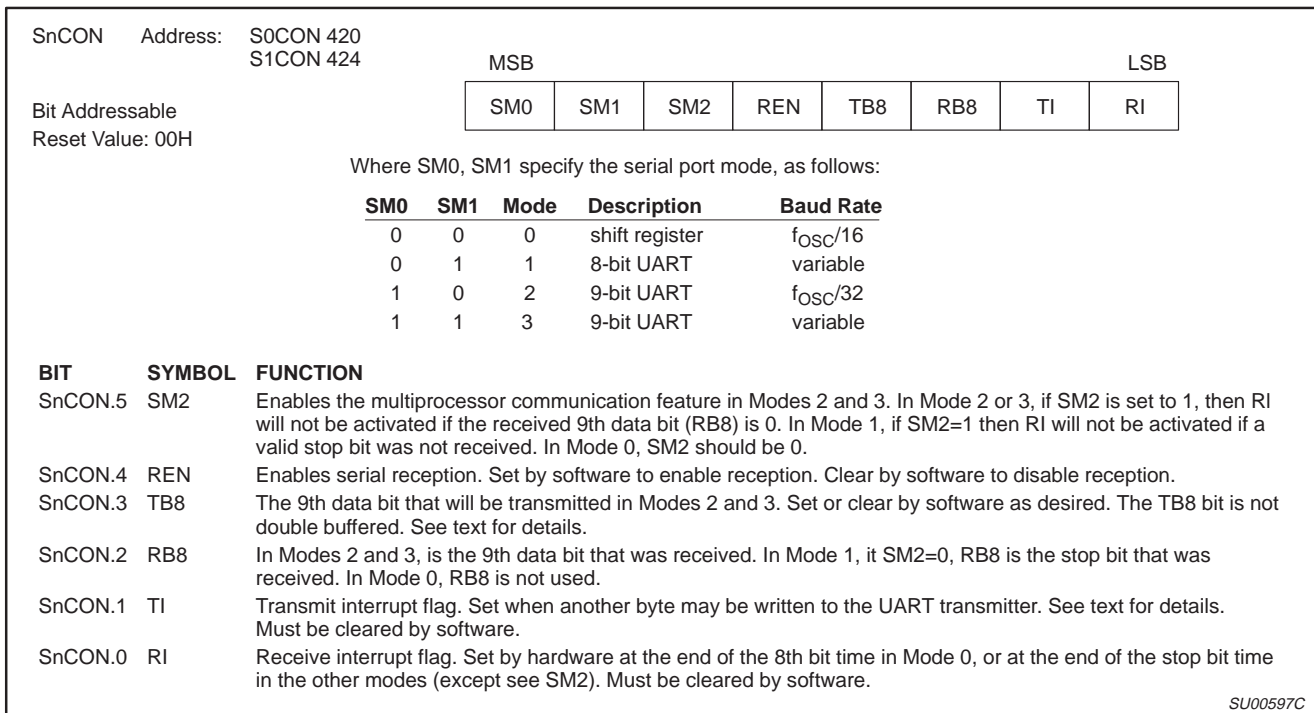 SnCON Address: S0CON 420
S1CON 424
MSB LSB
Bit Addressable
Reset Value: 00H
SM0 SM1 SM2 REN TB8 RB8 TI RI
Where SM0, SM1 specify the serial port mode, as follows:
SM0 SM1 Mode Description Baud Rate
0 0 0 shift register fOSC/16
0 1 1 8-bit UART variable
1 0 2 9-bit UART fOSC/32
1 1 3 9-bit UART variable
BIT SYMBOL FUNCTION
SnCON.5 SM2 Enables the multiprocessor communication feature in Modes 2 and 3. In Mode 2 or 3, if SM2 is set to 1, then RI
will not be activated if the received 9th data bit (RB8) is 0. In Mode 1, if SM2=1 then RI will not be activated if a
valid stop bit was not received. In Mode 0, SM2 should be 0.
SnCON.4 REN Enables serial reception. Set by software to enable reception. Clear by software to disable reception.
SnCON.3 TB8 The 9th data bit that will be transmitted in Modes 2 and 3. Set or clear by software as desired. The TB8 bit is not
double buffered. See text for details.
SnCON.2 RB8 In Modes 2 and 3, is the 9th data bit that was received. In Mode 1, it SM2=0, RB8 is the stop bit that was
received. In Mode 0, RB8 is not used.
SnCON.1 TI Transmit interrupt flag. Set when another byte may be written to the UART transmitter. See text for details.
Must be cleared by software.
SnCON.0 RI Receive interrupt flag. Set by hardware at the end of the 8th bit time in Mode 0, or at the end of the stop bit time
in the other modes (except see SM2). Must be cleared by software.
SU00597C